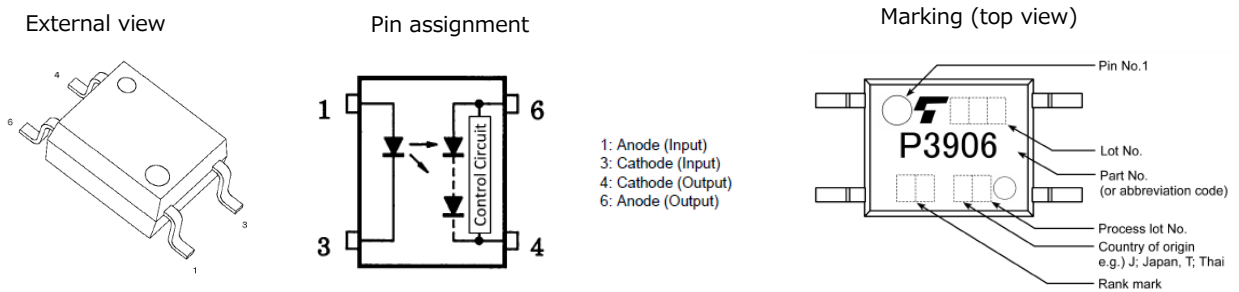 External view
Pin assignment
Marking (top view)
4
6
3
1
1
3
6
4
Control Circuit
1: Anode (Input)
3: Cathode (Input)
4: Cathode (Output)
6: Anode (Output)
P3906
Pin No.1
Lot No.
Part No.
(or abbreviation code)
Process lot No.
Country of origin
e.g.) J; Japan, T; Thai
Rank mark